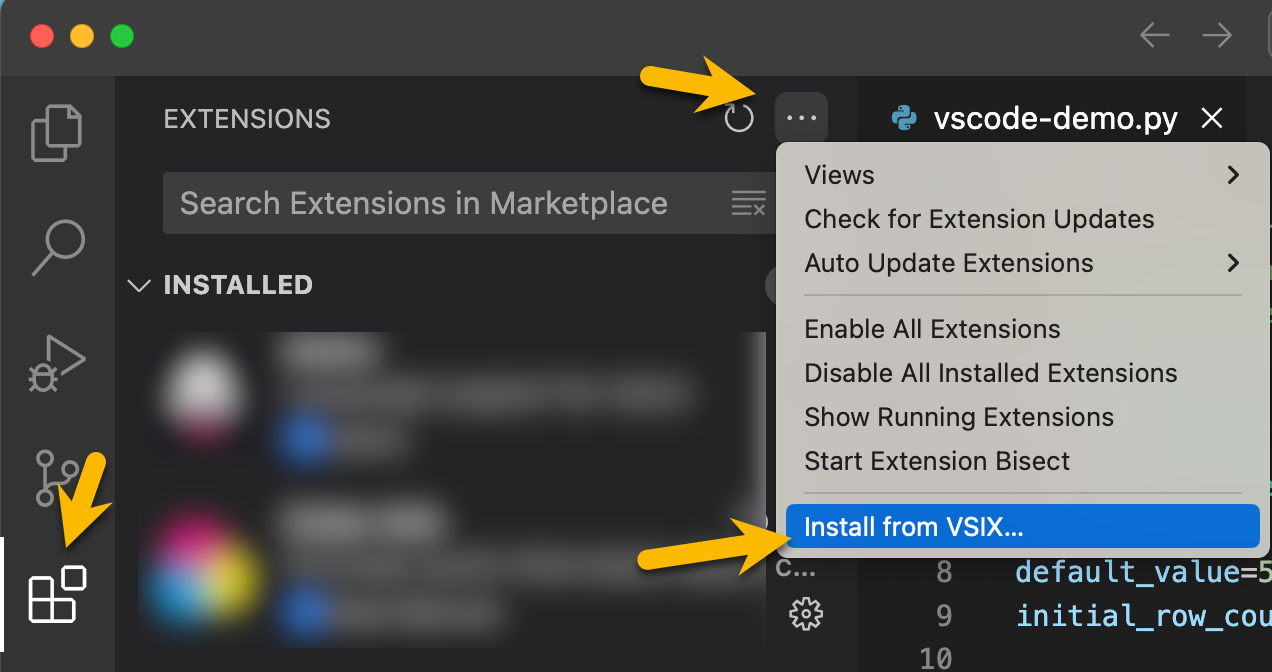 EXTENSIONS
...
vscode-demo.py
Search Extensions in Marketplace
INSTALLED
Views
Check for Extension Updates
Auto Update Extensions
Enable All Extensions
Disable All Installed Extensions
Show Running Extensions
Start Extension Bisect
Install from VSIX...
C...
8 default_value=5
9 initial_row_cou
10